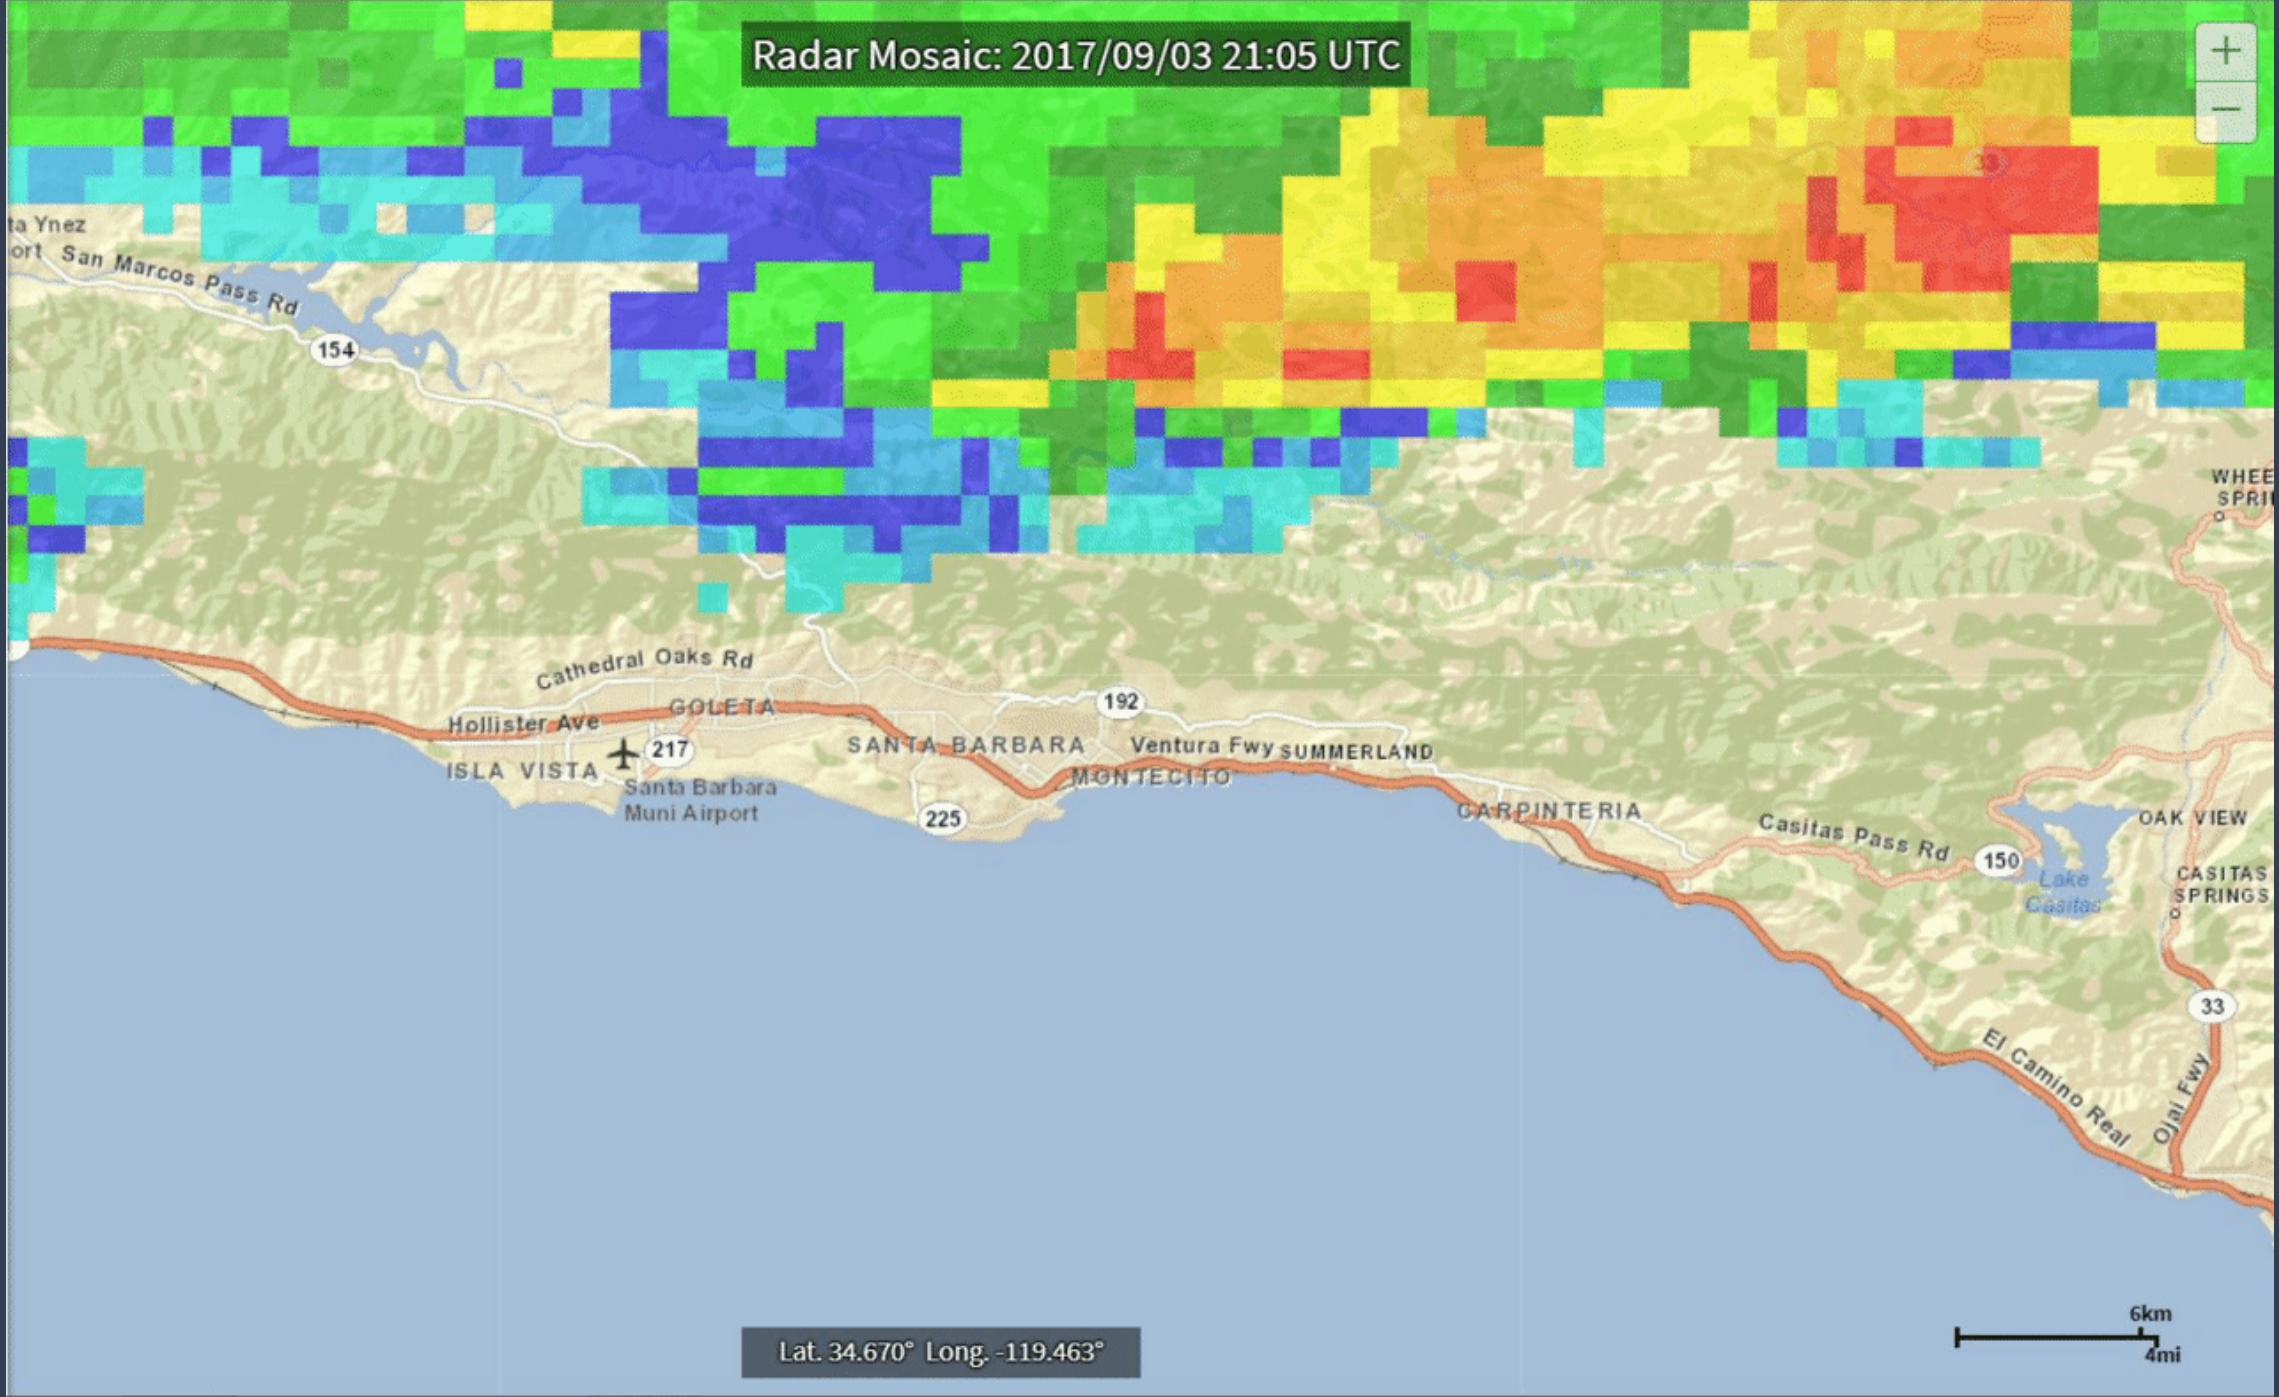 Radar Mosaic: 2017/09/03 21:05 UTC
+
−
33
ta Ynez
ort
San Marcos Pass Rd
154
WHEE
SPRI
Cathedral Oaks Rd
GOLETA
192
Hollister Ave
217
SANTA BARBARA
Ventura Fwy
SUMMERLAND
ISLA VISTA
MONTECITO
Santa Barbara
Muni Airport
225
CARPINTERIA
Casitas Pass Rd
150
OAK VIEW
Lake
Casitas
CASITAS
SPRINGS
33
El Camino Real
Ojai Fwy
6km
4mi
Lat. 34.670° Long. -119.463°